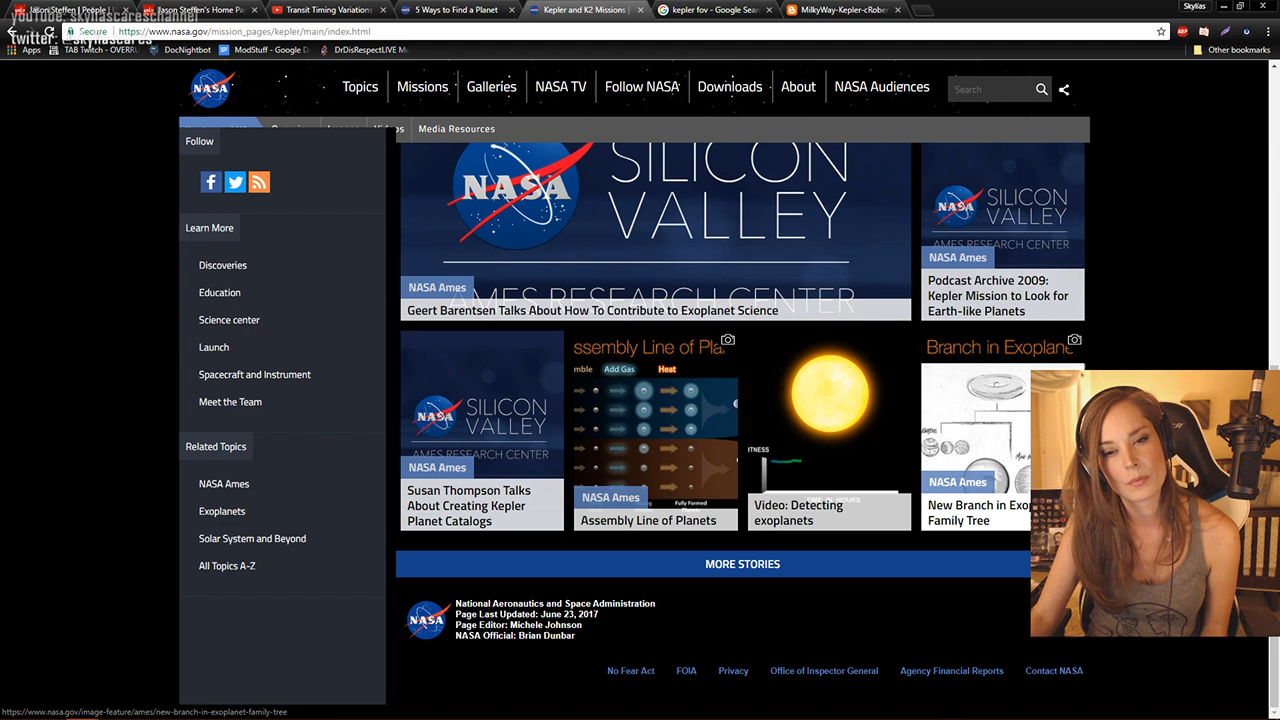 youtube: skyliascareschannel
twitter: @skyliascares
Jason Steffen | People |
Jason Steffen's Home Pa
Transit Timing Variations
5 Ways to Find a Planet
Kepler and K2 Missions |
kepler fov - Google Sear
MilkyWay-Kepler-cRober
Skylias
Secure
https://www.nasa.gov/mission_pages/kepler/main/index.html
Apps
TAB Twitch - OVERRU
DocNightbot
ModStuff - Google D
DrDisRespectLIVE Mu
Other bookmarks
NASA
Topics
Missions
Galleries
NASA TV
Follow NASA
Downloads
About
NASA Audiences
Search
Media Resources
Follow
Learn More
Discoveries
Education
Science center
Launch
Spacecraft and Instrument
Meet the Team
Related Topics
NASA Ames
Exoplanets
Solar System and Beyond
All Topics A-Z
NASA
SILICON
VALLEY
AMES RESEARCH CENTER
NASA Ames
Geert Barentsen Talks About How To Contribute to Exoplanet Science
NASA
SILICON
VALLEY
AMES RESEARCH CENTER
NASA Ames
Podcast Archive 2009:
Kepler Mission to Look for
Earth-like Planets
NASA
SILICON
VALLEY
AMES RESEARCH CENTER
NASA Ames
Susan Thompson Talks
About Creating Kepler
Planet Catalogs
ssembly Line of Pla
mble
Add Gas
Heat
Fully Formed
NASA Ames
Assembly Line of Planets
ITNESS
TIME IN HOURS
Video: Detecting
exoplanets
Branch in Exoplane
NASA Ames
New Branch in Exo
Family Tree
MORE STORIES
NASA
National Aeronautics and Space Administration
Page Last Updated: June 23, 2017
Page Editor: Michele Johnson
NASA Official: Brian Dunbar
No Fear Act
FOIA
Privacy
Office of Inspector General
Agency Financial Reports
Contact NASA
https://www.nasa.gov/image-feature/ames/new-branch-in-exoplanet-family-tree